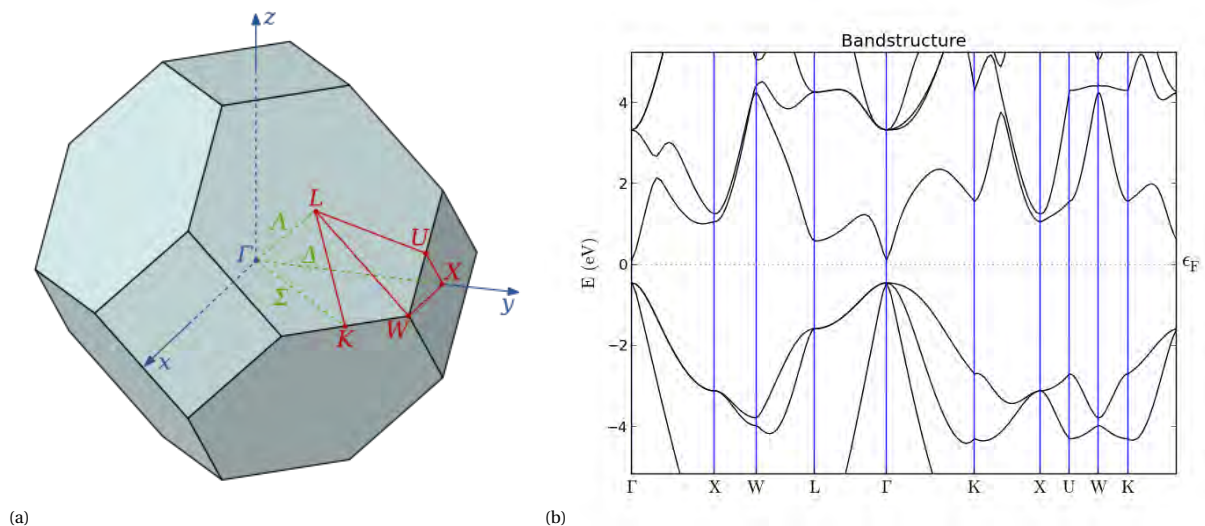 z
L
Λ
U
Γ
Δ
X
Σ
y
W
K
x
(a)
Bandstructure
E (eV)
4
2
0
−2
−4
ϵF
Γ X W L Γ K X U W K
(b)